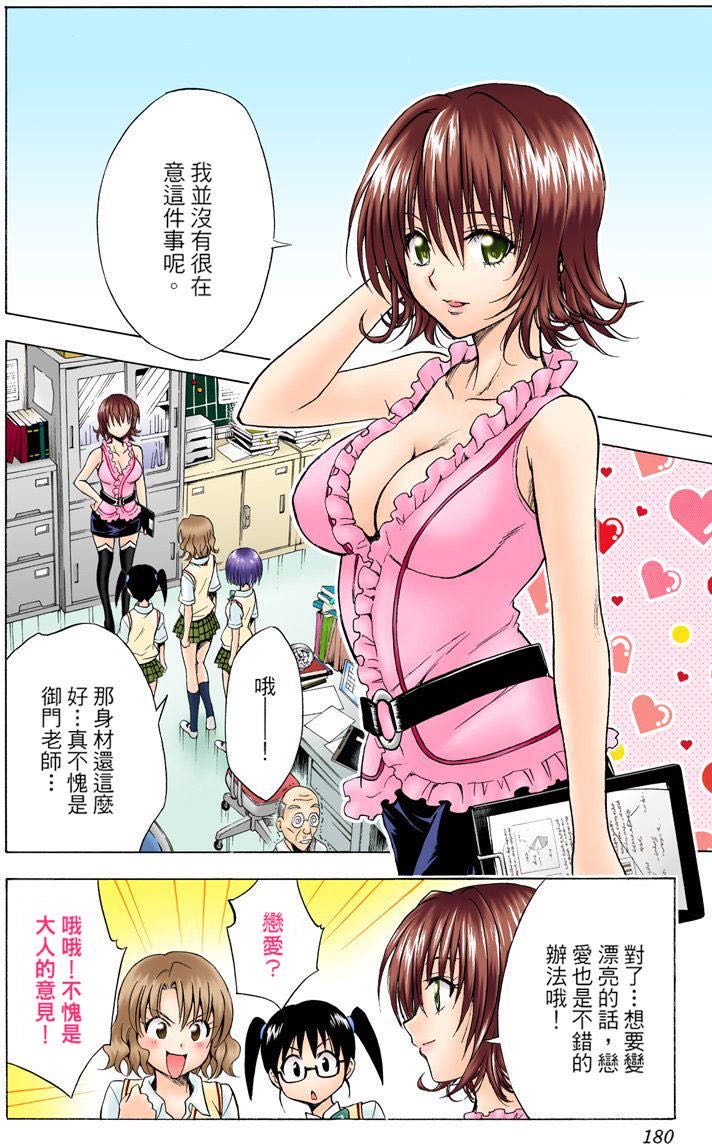 我並沒有很在
意這件事呢。
哦——！
那身材還這麼
好…真不愧是
御門老師…
對了…想要變
漂亮的話，戀
愛也是不錯的
辦法哦！
戀愛？
哦哦！不愧是
大人的意見！
180